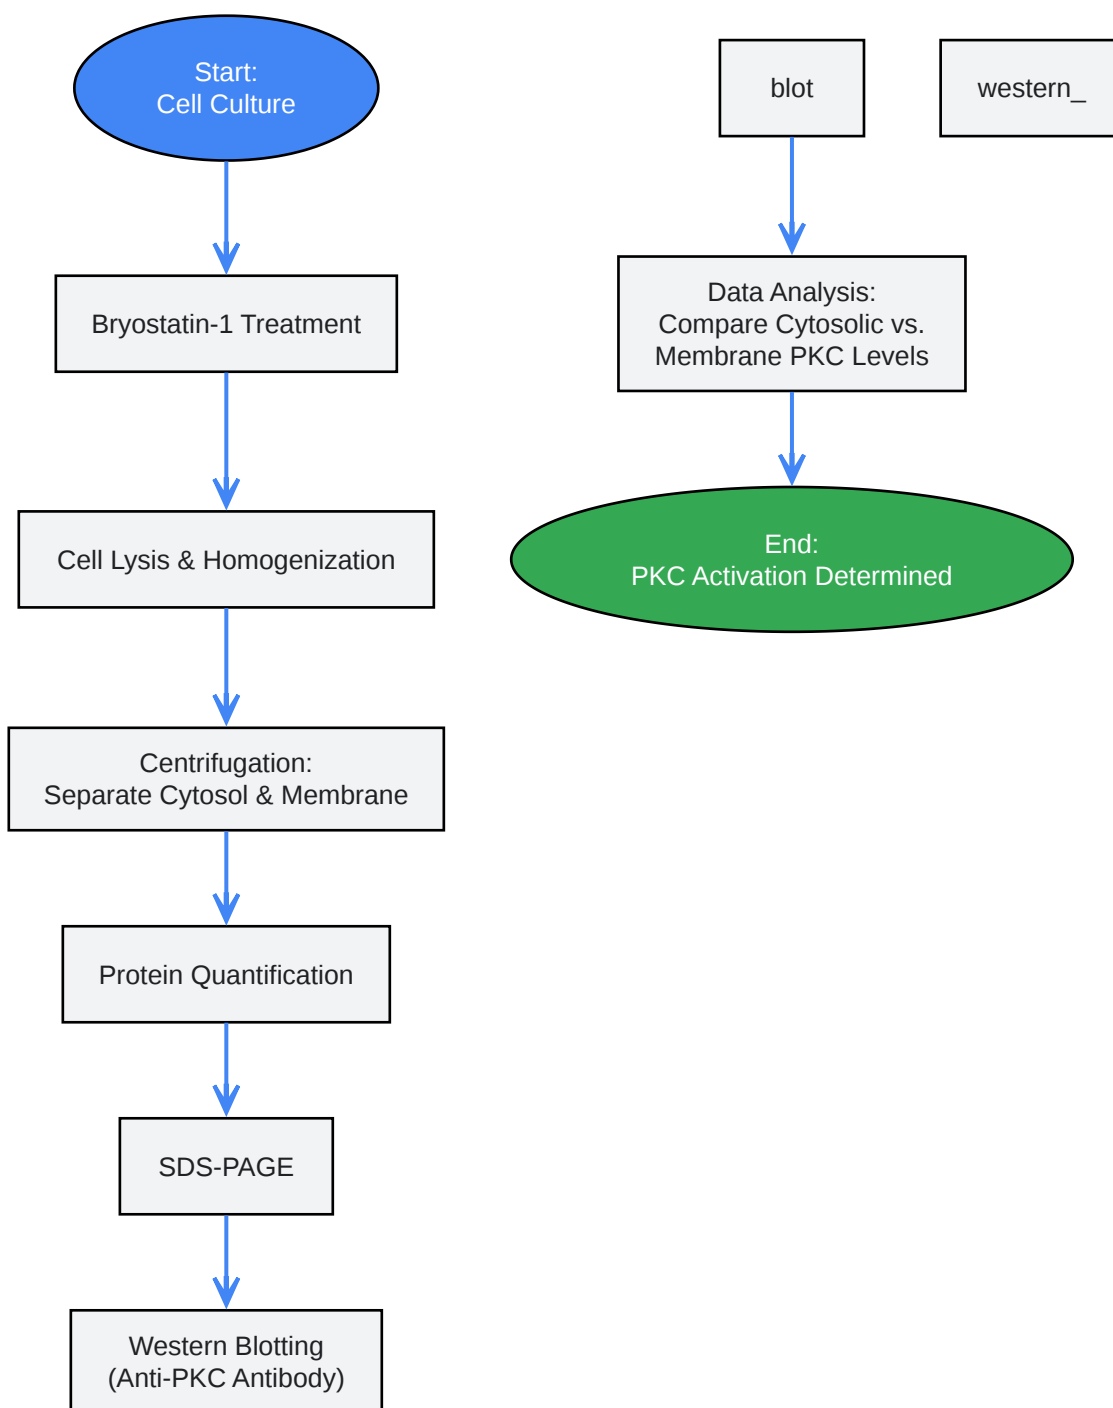 Start:
Cell Culture
Bryostatin-1 Treatment
Cell Lysis & Homogenization
Centrifugation:
Separate Cytosol & Membrane
Protein Quantification
SDS-PAGE
Western Blotting
(Anti-PKC Antibody)
blot
western_
Data Analysis:
Compare Cytosolic vs.
Membrane PKC Levels
End:
PKC Activation Determined